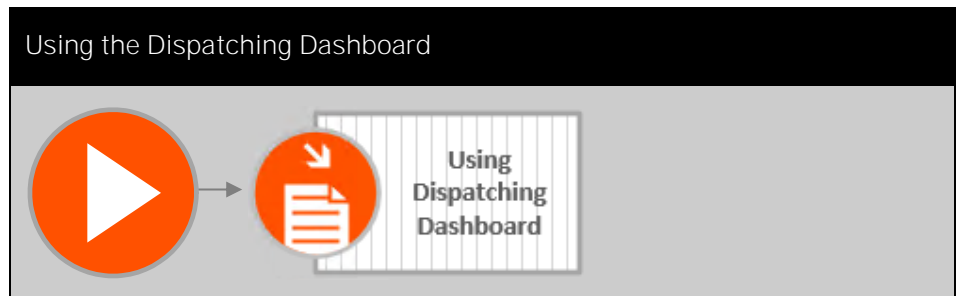 Using the Dispatching Dashboard
Using
Dispatching
Dashboard